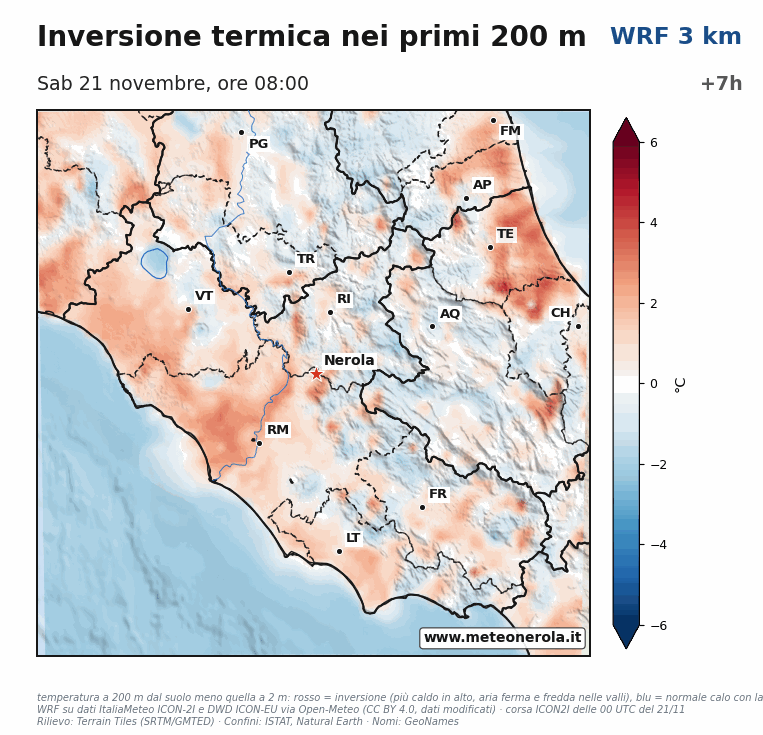 Inversione termica nei primi 200 m
WRF 3 km
Sab 21 novembre, ore 08:00
+7h
FM
PG
AP
TE
TR
VT
RI
AQ
CH
Nerola
RM
FR
LT
www.meteonerola.it
6
4
2
0
−2
−4
−6
°C
temperatura a 200 m dal suolo meno quella a 2 m: rosso = inversione (più caldo in alto, aria ferma e fredda nelle valli), blu = normale calo con la
WRF su dati ItaliaMeteo ICON-2I e DWD ICON-EU via Open-Meteo (CC BY 4.0, dati modificati) · corsa ICON2I delle 00 UTC del 21/11
Rilievo: Terrain Tiles (SRTM/GMTED) · Confini: ISTAT, Natural Earth · Nomi: GeoNames